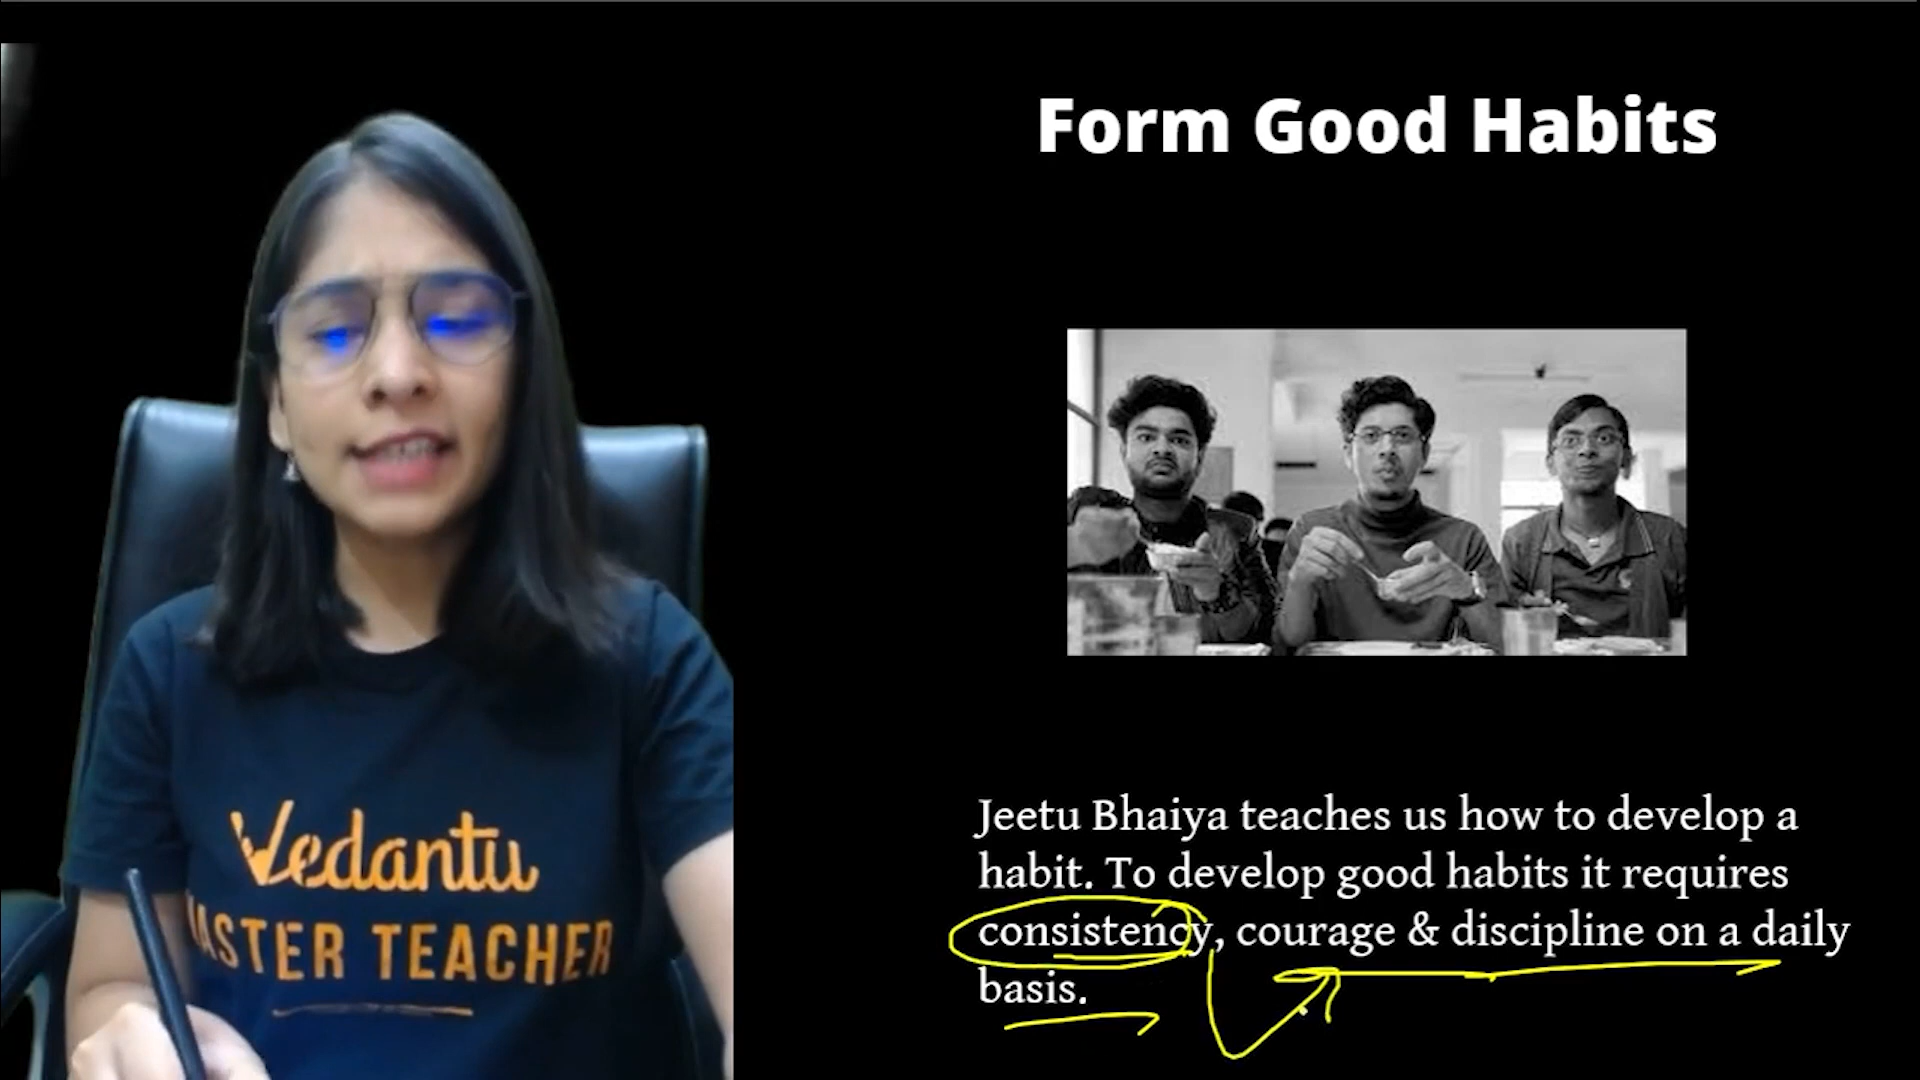 Form Good Habits
Jeetu Bhaiya teaches us how to develop a
habit. To develop good habits it requires
consistency, courage & discipline on a daily
basis.
Vedantu
MASTER TEACHER